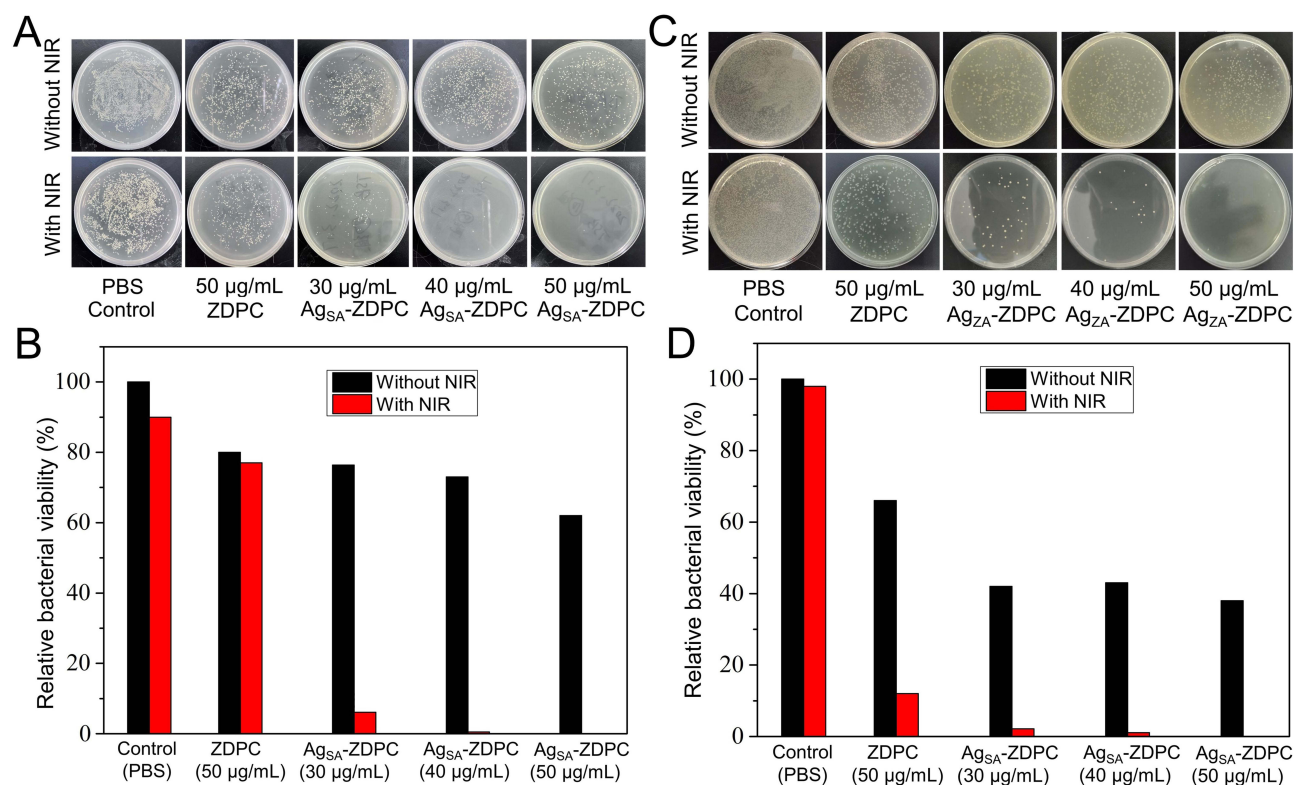 A
Without NIR
With NIR
PBS Control
50 µg/mL ZDPC
30 µg/mL AgSA-ZDPC
40 µg/mL AgSA-ZDPC
50 µg/mL AgSA-ZDPC
B
Relative bacterial viability (%)
100
80
60
40
20
0
Without NIR
With NIR
Control
(PBS)
ZDPC
(50 µg/mL)
AgSA-ZDPC
(30 µg/mL)
AgSA-ZDPC
(40 µg/mL)
AgSA-ZDPC
(50 µg/mL)
C
Without NIR
With NIR
PBS Control
50 µg/mL ZDPC
30 µg/mL AgZA-ZDPC
40 µg/mL AgZA-ZDPC
50 µg/mL AgZA-ZDPC
D
Relative bacterial viability (%)
100
80
60
40
20
0
Without NIR
With NIR
Control
(PBS)
ZDPC
(50 µg/mL)
AgSA-ZDPC
(30 µg/mL)
AgSA-ZDPC
(40 µg/mL)
AgSA-ZDPC
(50 µg/mL)